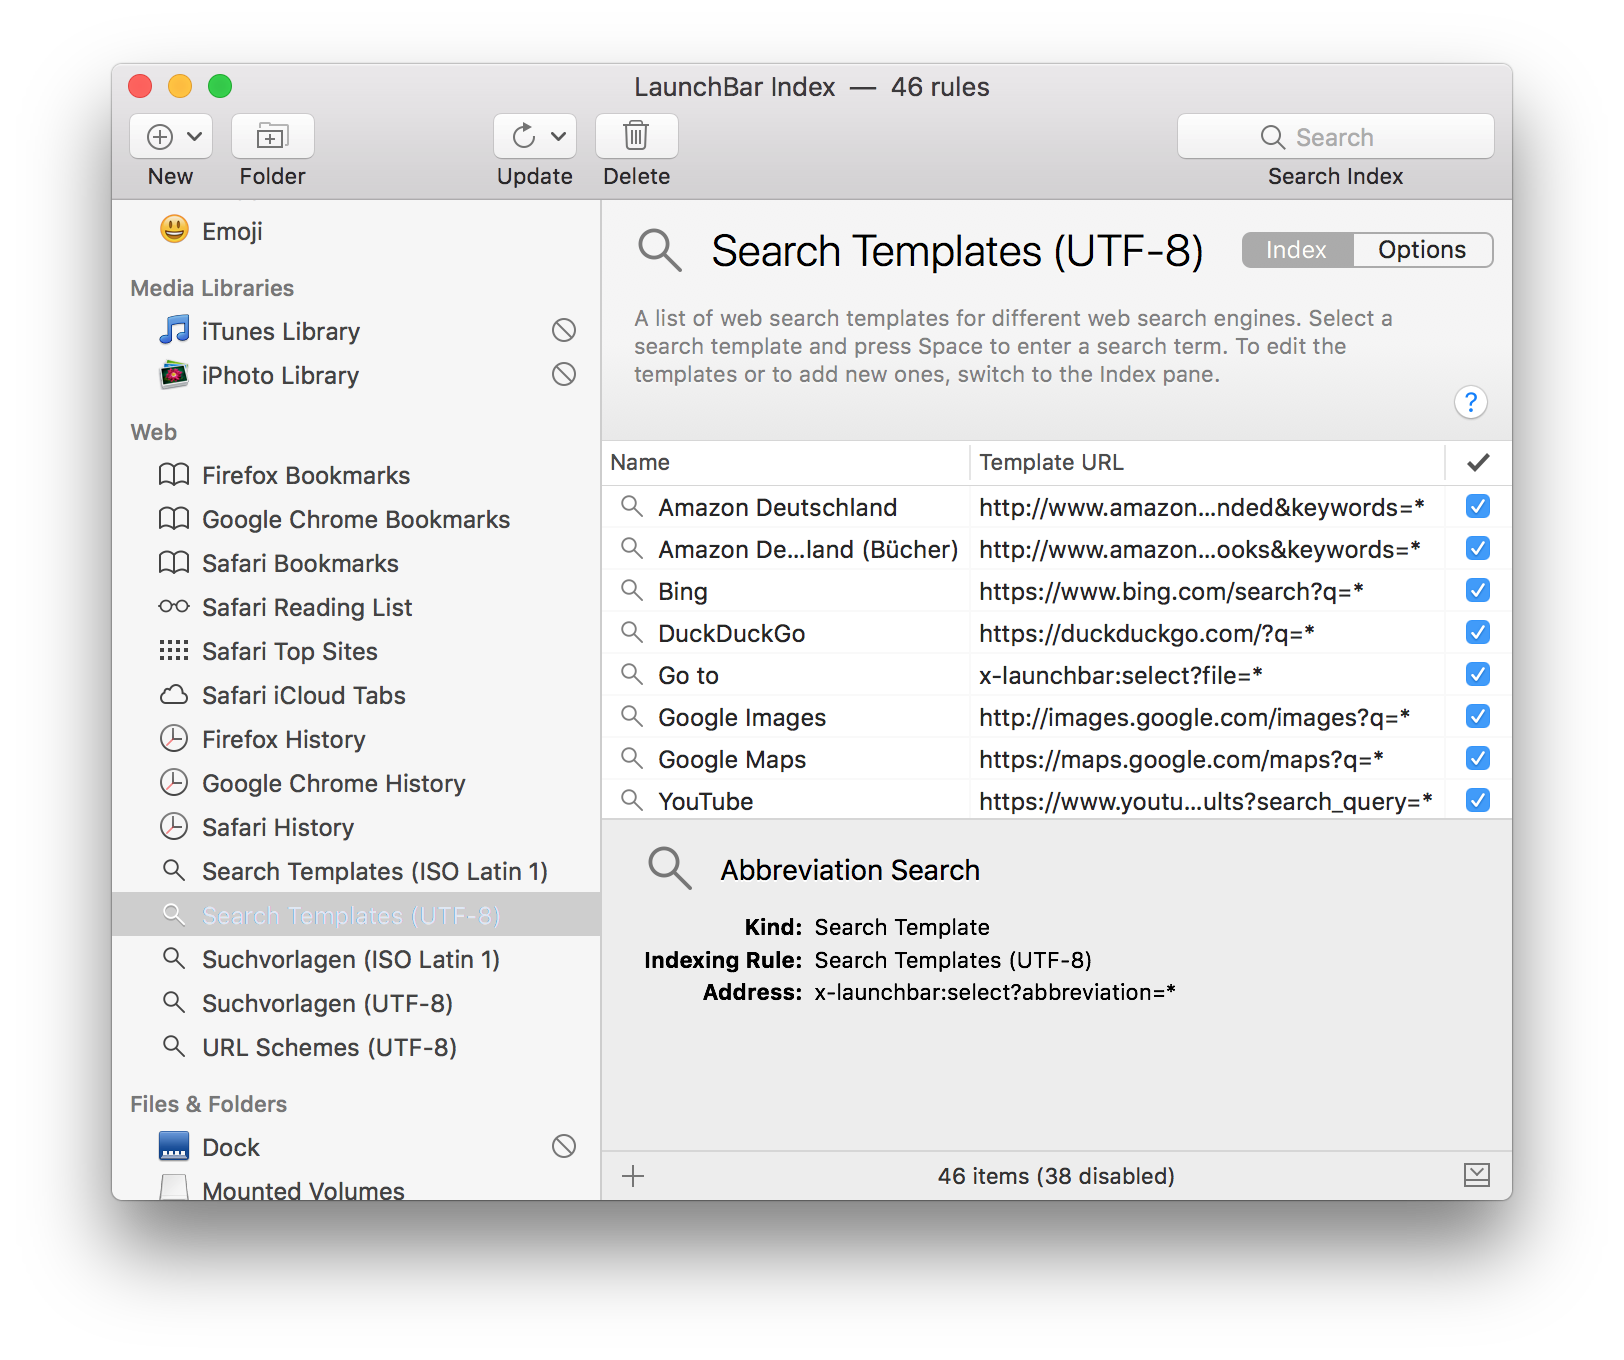 LaunchBar Index — 46 rules
New
Folder
Update
Delete
Search
Search Index
Emoji
Media Libraries
iTunes Library
iPhoto Library
Web
Firefox Bookmarks
Google Chrome Bookmarks
Safari Bookmarks
Safari Reading List
Safari Top Sites
Safari iCloud Tabs
Firefox History
Google Chrome History
Safari History
Search Templates (ISO Latin 1)
Search Templates (UTF-8)
Suchvorlagen (ISO Latin 1)
Suchvorlagen (UTF-8)
URL Schemes (UTF-8)
Files & Folders
Dock
Mounted Volumes
Search Templates (UTF-8)
Index
Options
A list of web search templates for different web search engines. Select a
search template and press Space to enter a search term. To edit the
templates or to add new ones, switch to the Index pane.
?
Name Template URL
Amazon Deutschland http://www.amazon...nded&keywords=*
Amazon De...land (Bücher) http://www.amazon...ooks&keywords=*
Bing https://www.bing.com/search?q=*
DuckDuckGo https://duckduckgo.com/?q=*
Go to x-launchbar:select?file=*
Google Images http://images.google.com/images?q=*
Google Maps https://maps.google.com/maps?q=*
YouTube https://www.youtu...ults?search_query=*
Abbreviation Search
Kind: Search Template
Indexing Rule: Search Templates (UTF-8)
Address: x-launchbar:select?abbreviation=*
46 items (38 disabled)